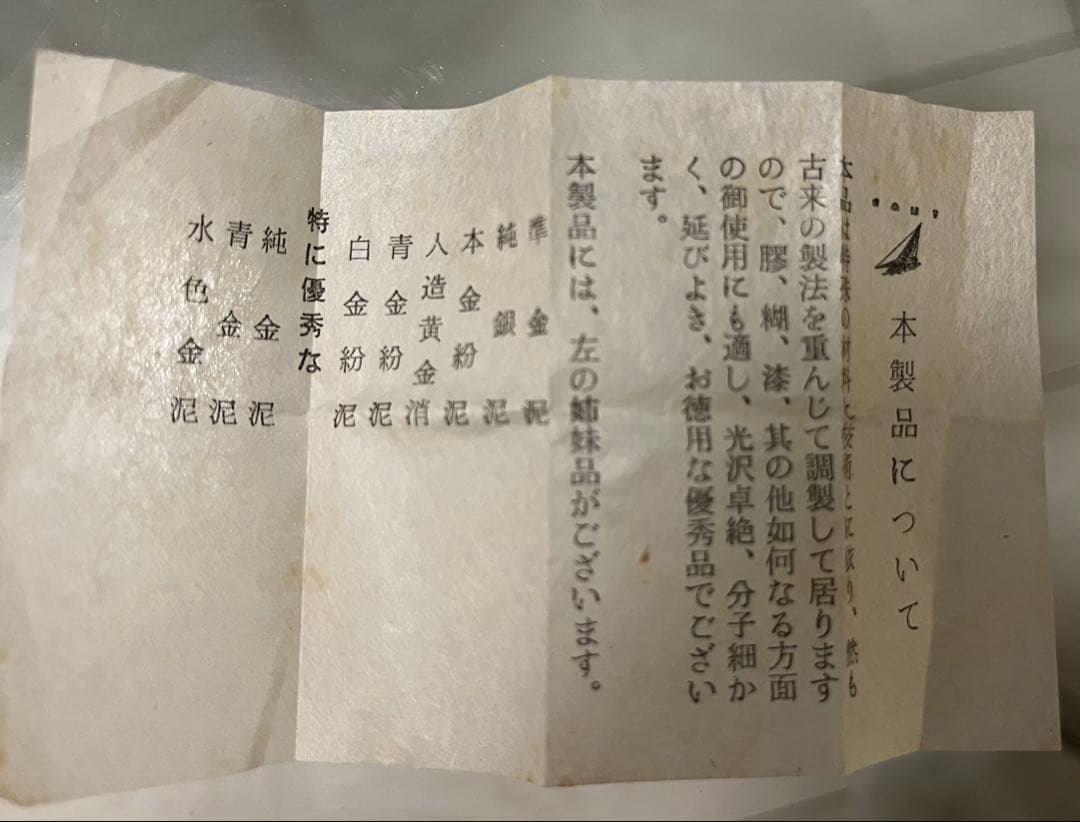 本製品について
本品は特殊の材料と技術とに依り、然も
古来の製法を重んじて調製して居ります
ので、膠、糊、漆、其の他如何なる方面
の御使用にも適し、光沢卓絶、分子細か
く、延びよき、お徳用な優秀品でござい
ます。
本製品には、左の姉妹品がございます。
準金泥
純銀泥
本金紛泥
人造黄金消
青金紛泥
白金紛泥
特に優秀な
純金泥
青金泥
水色金泥